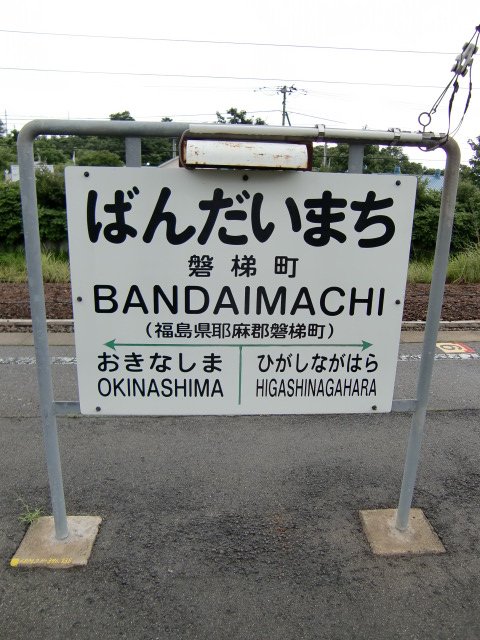 ばんだいまち
磐梯町
BANDAIMACHI
(福島県耶麻郡磐梯町)
おきなしま ひがしながはら
OKINASHIMA HIGASHINAGAHARA